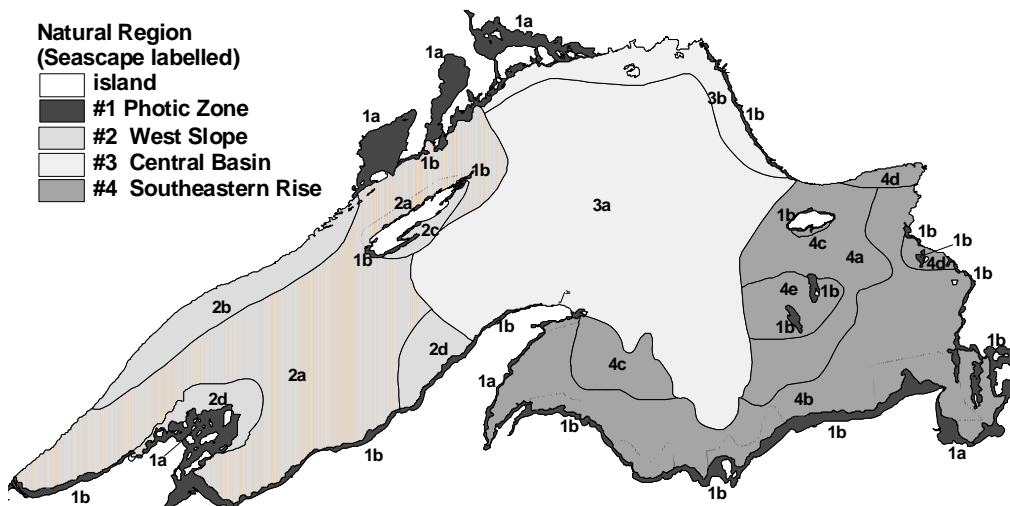 Natural Region
(Seascape labelled)
island
#1 Photic Zone
#2 West Slope
#3 Central Basin
#4 Southeastern Rise
1a
1a
1a
3b
1b
1b
1b
4d
2a
3a
1b
2c
4c
1b
1b
4a
4d
1b
1b
4e
1b
2b
1b
1b
2d
1b
2a
4c
1a
2d
4b
1b
1b
1b
1a
1a
1b
1b